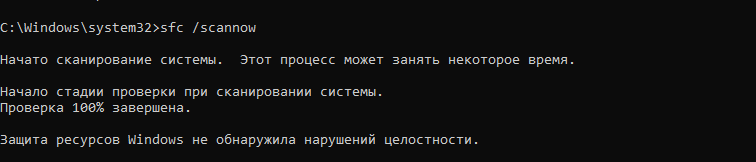 C:\Windows\system32>sfc /scannow
Начато сканирование системы.  Этот процесс может занять некоторое время.
Начало стадии проверки при сканировании системы.
Проверка 100% завершена.
Защита ресурсов Windows не обнаружила нарушений целостности.